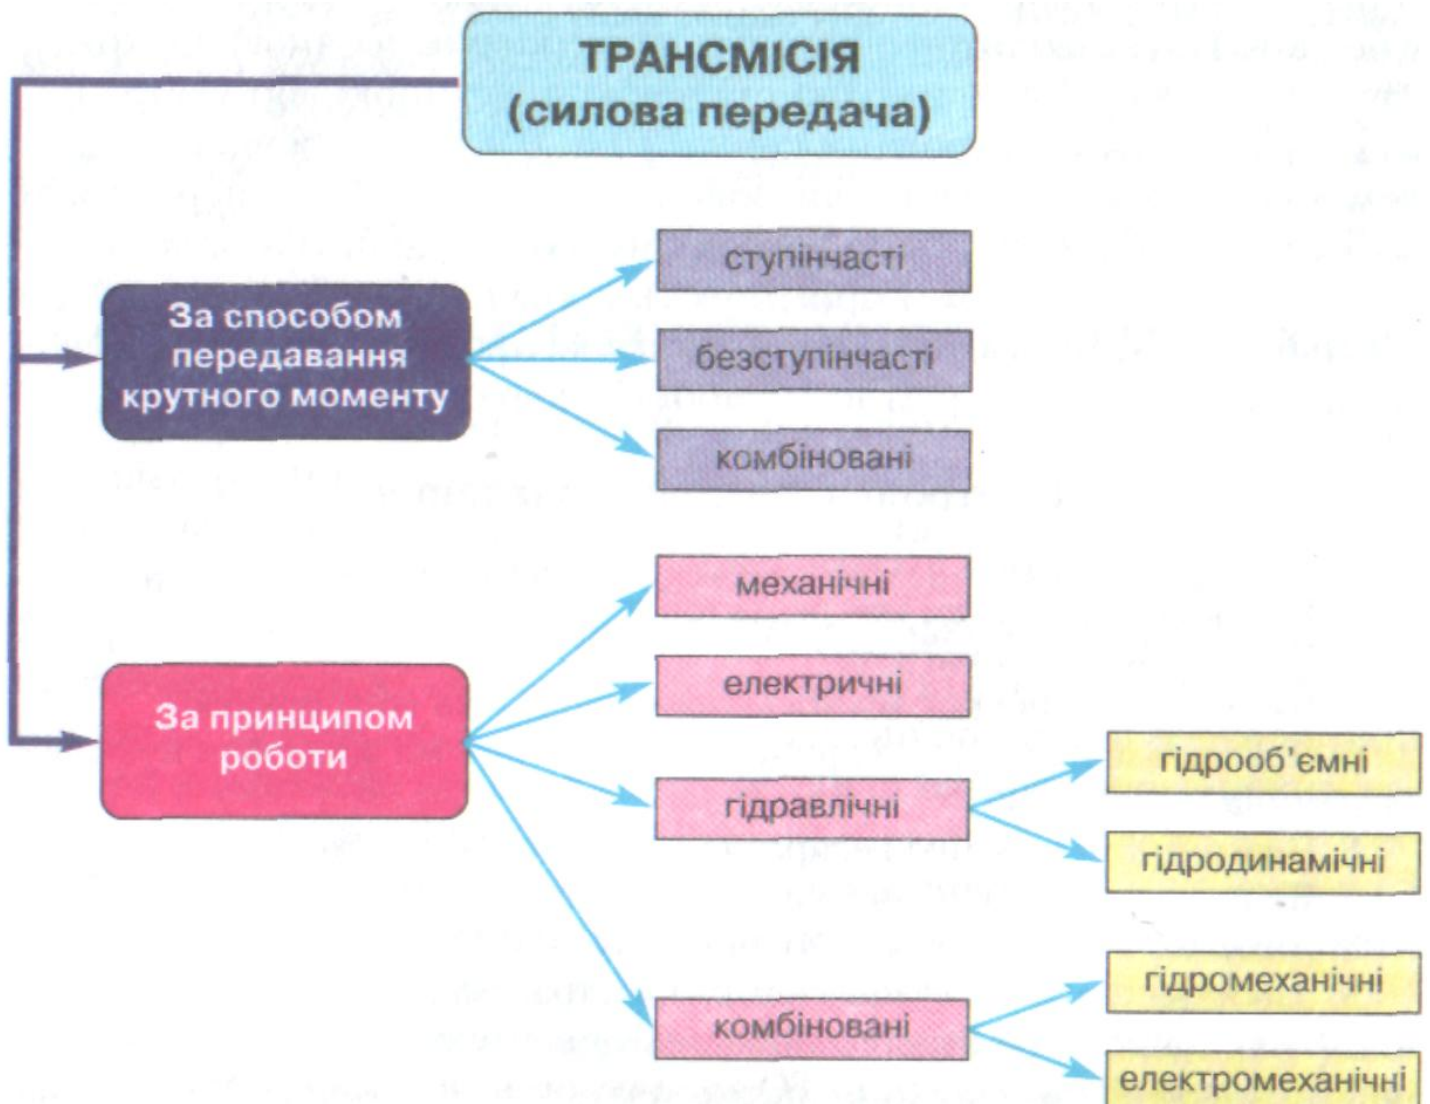 ТРАНСМІСІЯ
(силова передача)
За способом
передавання
крутного моменту
ступінчасті
безступінчасті
комбіновані
За принципом
роботи
механічні
електричні
гідравлічні
комбіновані
гідрооб’ємні
гідродинамічні
гідромеханічні
електромеханічні